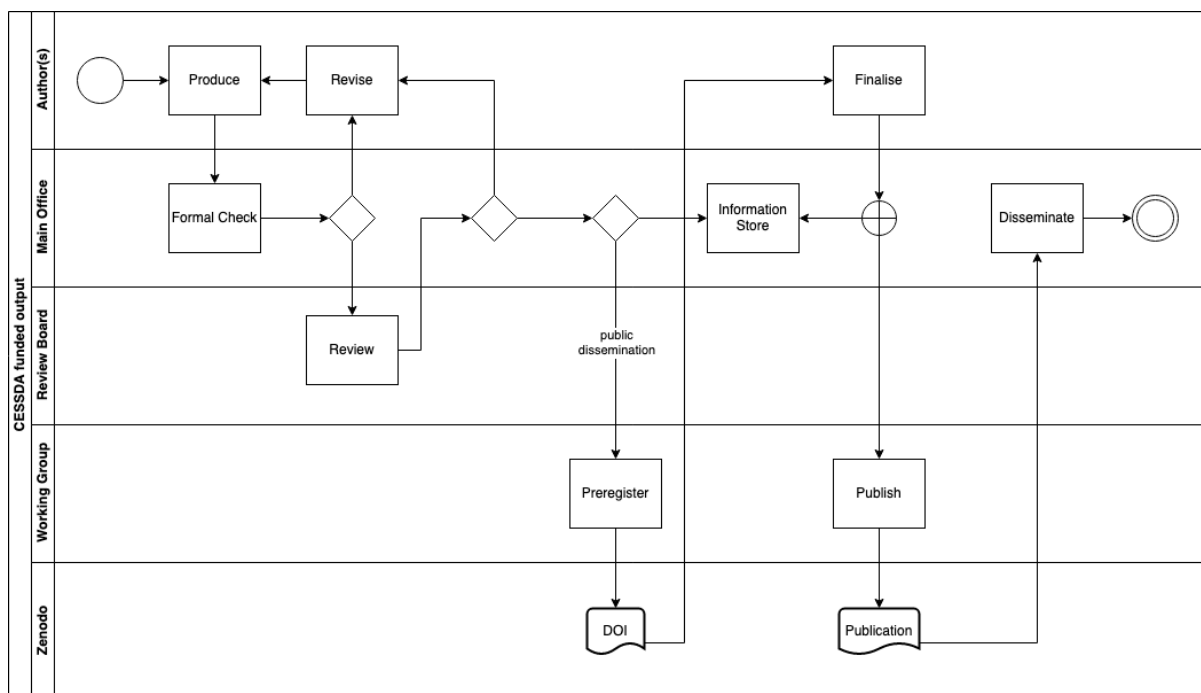 CESSDA funded output
Author(s)
Produce
Revise
Finalise
Main Office
Formal Check
Information
Store
Disseminate
Review Board
Review
public
dissemination
Working Group
Preregister
Publish
Zenodo
DOI
Publication